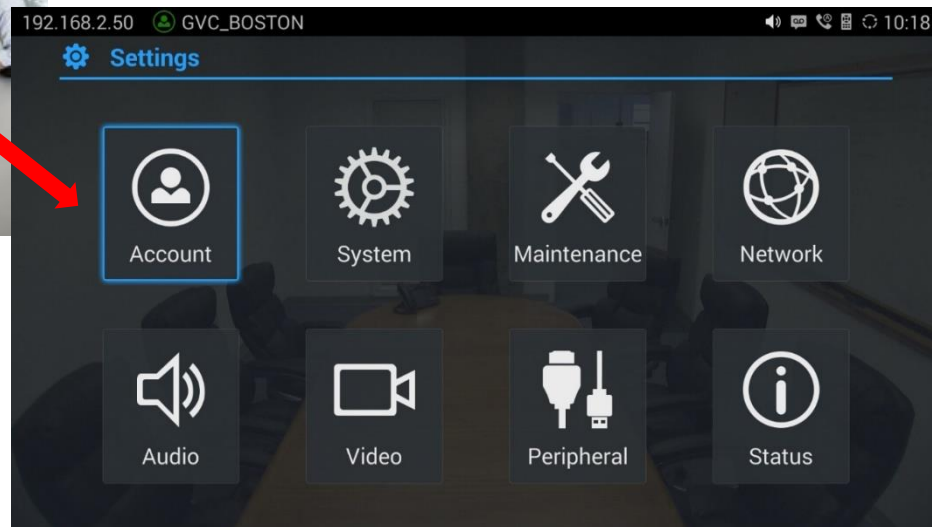 192.168.2.50 GVC_BOSTON 10:18
Settings
Account System Maintenance Network
Audio Video Peripheral Status